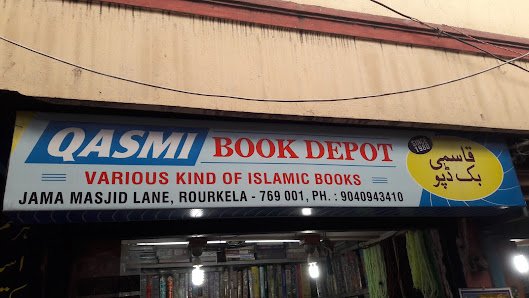 QASMI BOOK DEPOT
VARIOUS KIND OF ISLAMIC BOOKS
JAMA MASJID LANE, ROURKELA - 769 001, PH. : 9040943410
قاسمی
بک ڈپو